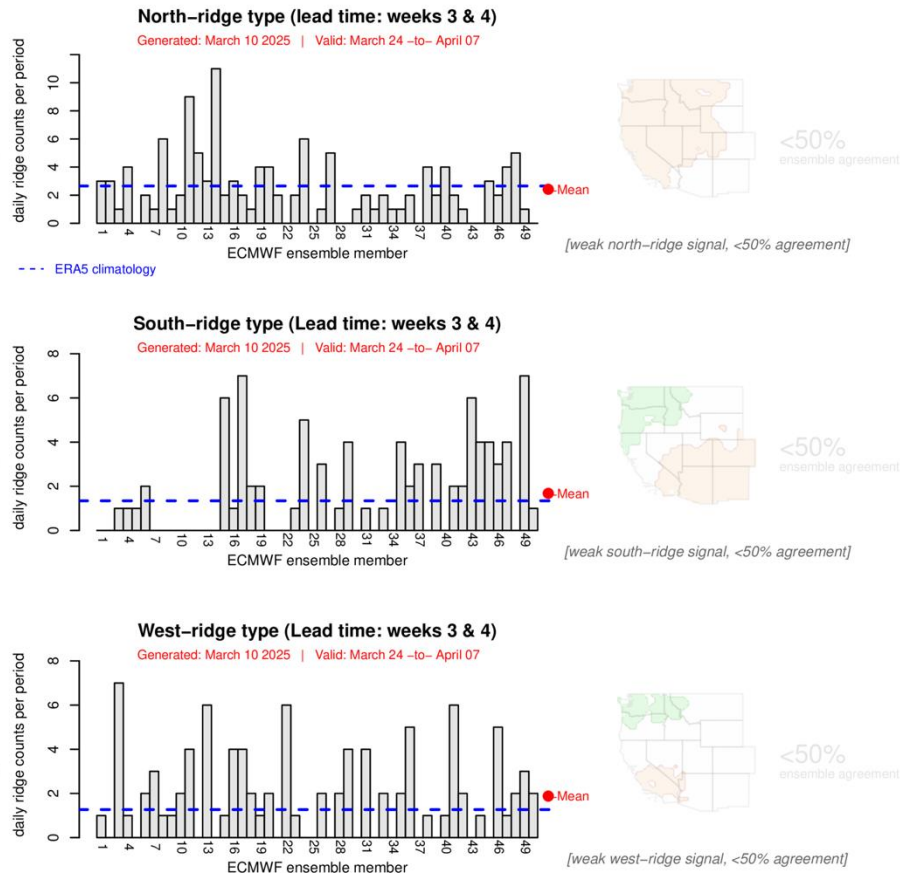 North−ridge type (lead time: weeks 3 & 4)
Generated: March 10 2025 | Valid: March 24 −to− April 07
daily ridge counts per period
0 2 4 6 8 10
1 4 7 10 13 16 19 22 25 28 31 34 37 40 43 46 49
ECMWF ensemble member
Mean
<50%
ensemble agreement
[weak north−ridge signal, <50% agreement]
ERA5 climatology
South−ridge type (Lead time: weeks 3 & 4)
Generated: March 10 2025 | Valid: March 24 −to− April 07
daily ridge counts per period
0 2 4 6 8
1 4 7 10 13 16 19 22 25 28 31 34 37 40 43 46 49
ECMWF ensemble member
Mean
<50%
ensemble agreement
[weak south−ridge signal, <50% agreement]
West−ridge type (Lead time: weeks 3 & 4)
Generated: March 10 2025 | Valid: March 24 −to− April 07
daily ridge counts per period
0 2 4 6 8
1 4 7 10 13 16 19 22 25 28 31 34 37 40 43 46 49
ECMWF ensemble member
Mean
<50%
ensemble agreement
[weak west−ridge signal, <50% agreement]